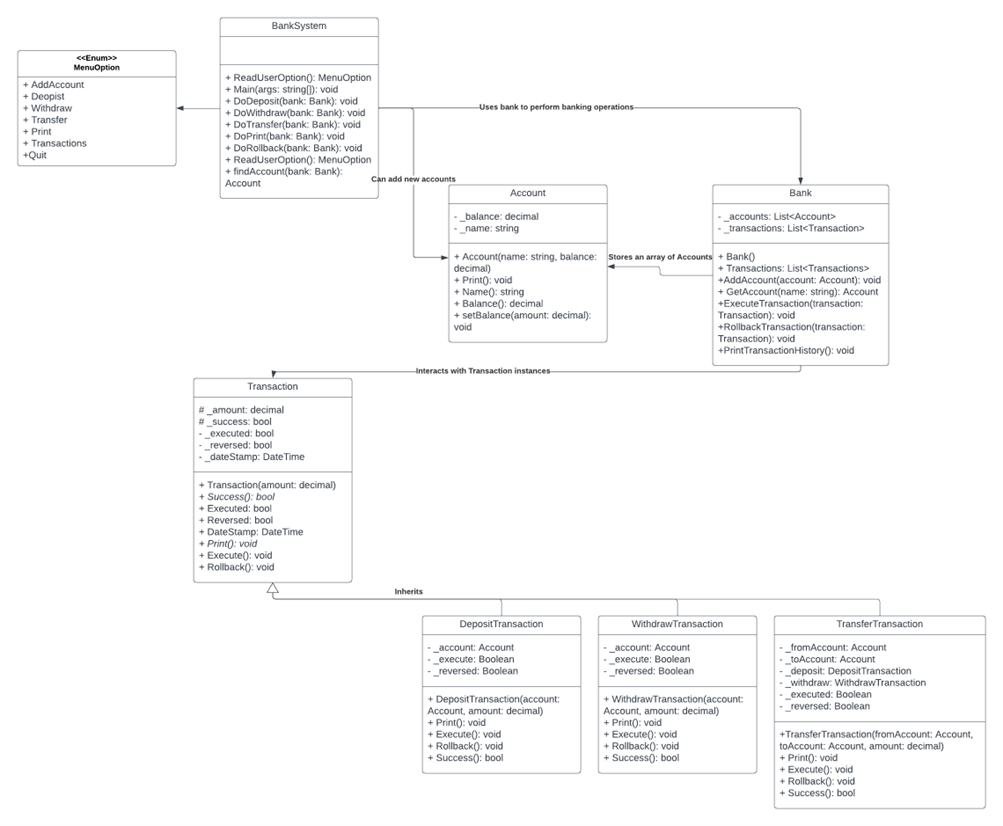 BankSystem
+ ReadUserOption(): MenuOption
+ Main(args: string[]): void
+ DoDeposit(bank: Bank): void
+ DoWithdraw(bank: Bank): void
+ DoTransfer(bank: Bank): void
+ DoPrint(bank: Bank): void
+ DoRollback(bank: Bank): void
+ ReadUserOption(): MenuOption
+ findAccount(bank: Bank):
Account
<<Enum>>
MenuOption
+ AddAccount
+ Deopist
+ Withdraw
+ Transfer
+ Print
+ Transactions
+Quit
Uses bank to perform banking operations
Can add new accounts
Account
- _balance: decimal
- _name: string
+ Account(name: string, balance:
decimal)
+ Print(): void
+ Name(): string
+ Balance(): decimal
+ setBalance(amount: decimal):
void
Stores an array of Accounts
Bank
- _accounts: List<Account>
- _transactions: List<Transaction>
+ Bank()
+ Transactions: List<Transactions>
+AddAccount(account: Account): void
+ GetAccount(name: string): Account
+ExecuteTransaction(transaction:
Transaction): void
+RollbackTransaction(transaction:
Transaction): void
+PrintTransactionHistory(): void
Interacts with Transaction instances
Transaction
# _amount: decimal
# _success: bool
- _executed: bool
- _reversed: bool
- _dateStamp: DateTime
+ Transaction(amount: decimal)
+ Success(): bool
+ Executed: bool
+ Reversed: bool
+ DateStamp: DateTime
+ Print(): void
+ Execute(): void
+ Rollback(): void
Inherits
DepositTransaction
- _account: Account
- _execute: Boolean
- _reversed: Boolean
+ DepositTransaction(account:
Account, amount: decimal)
+ Print(): void
+ Execute(): void
+ Rollback(): void
+ Success(): bool
WithdrawTransaction
- _account: Account
- _execute: Boolean
- _reversed: Boolean
+ WithdrawTransaction(account:
Account, amount: decimal)
+ Print(): void
+ Execute(): void
+ Rollback(): void
+ Success(): bool
TransferTransaction
- _fromAccount: Account
- _toAccount: Account
- _deposit: DepositTransaction
- _withdraw: WithdrawTransaction
- _executed: Boolean
- _reversed: Boolean
+TransferTransaction(fromAccount: Account,
toAccount: Account, amount: decimal)
+ Print(): void
+ Execute(): void
+ Rollback(): void
+ Success(): bool